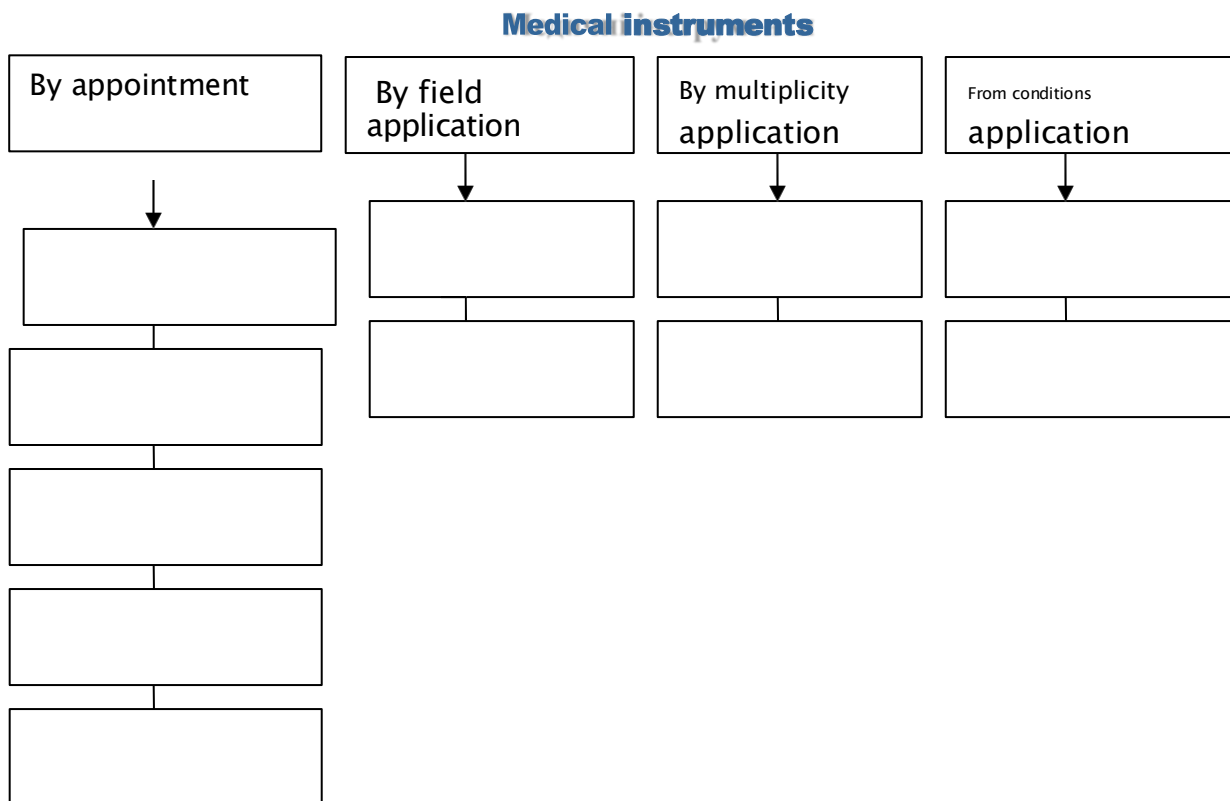 Medical instruments
By appointment
By field
application
By multiplicity
application
From conditions
application